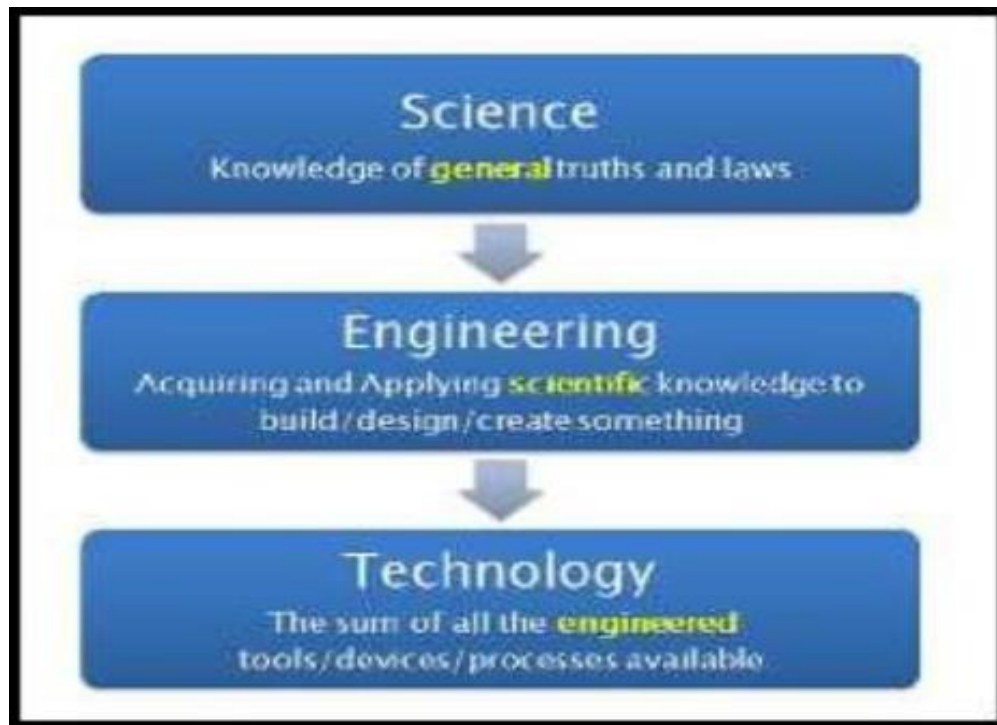 Science
Knowledge of general truths and laws
Engineering
Acquiring and Applying scientific knowledge to
build/design/create something
Technology
The sum of all the engineered
tools/devices/processes available